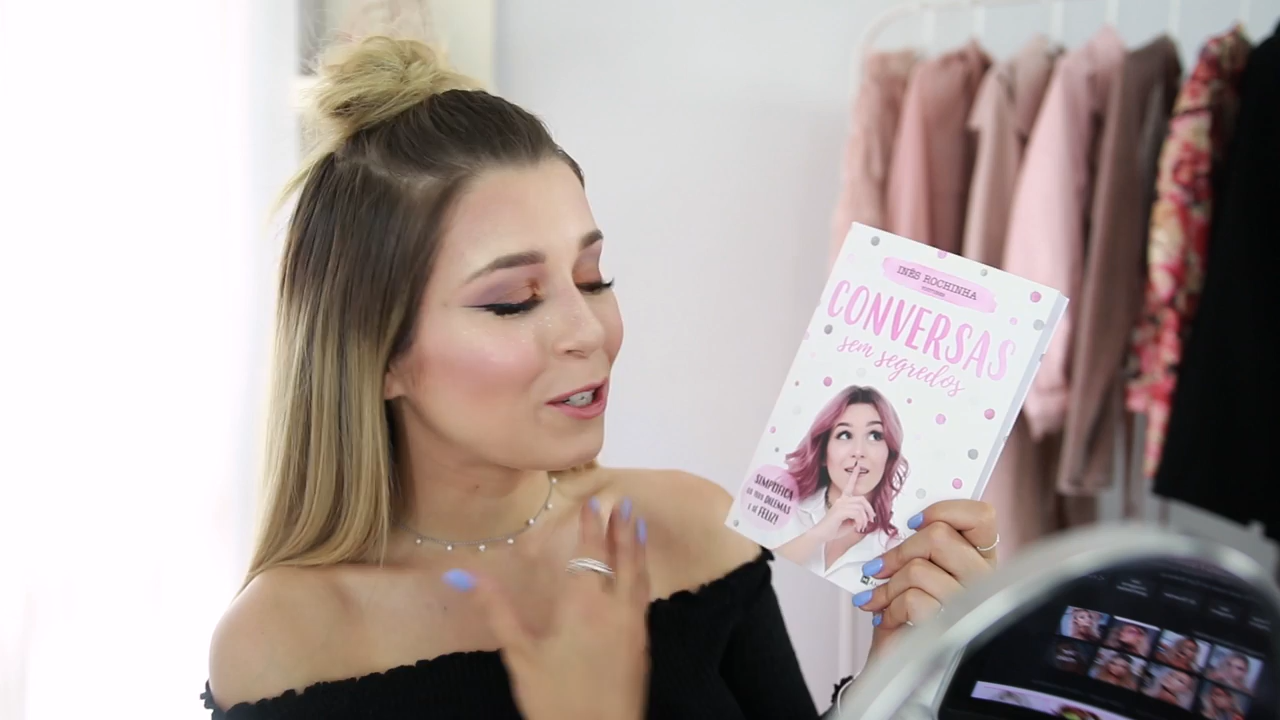 INÊS ROCHINHA
CONVERSAS
sem segredos
SIMPLIFICA
OS TEUS DILEMAS
E SÊ FELIZ!